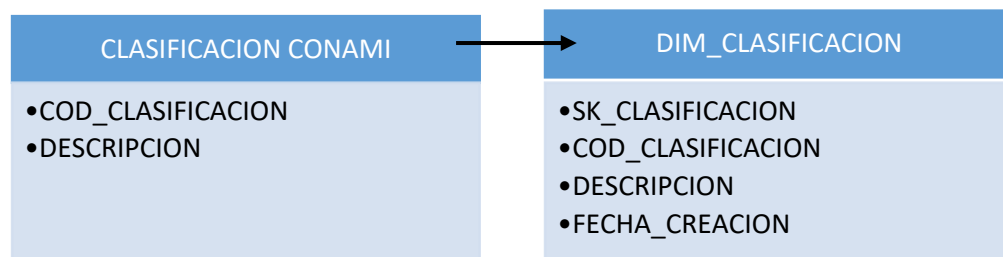 CLASIFICACION CONAMI
•COD_CLASIFICACION
•DESCRIPCION
DIM_CLASIFICACION
•SK_CLASIFICACION
•COD_CLASIFICACION
•DESCRIPCION
•FECHA_CREACION